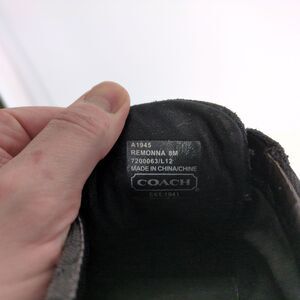 A1945
REMONNA 8M
7200063/L12
MADE IN CHINA/CHINE
COACH
EST. 1941